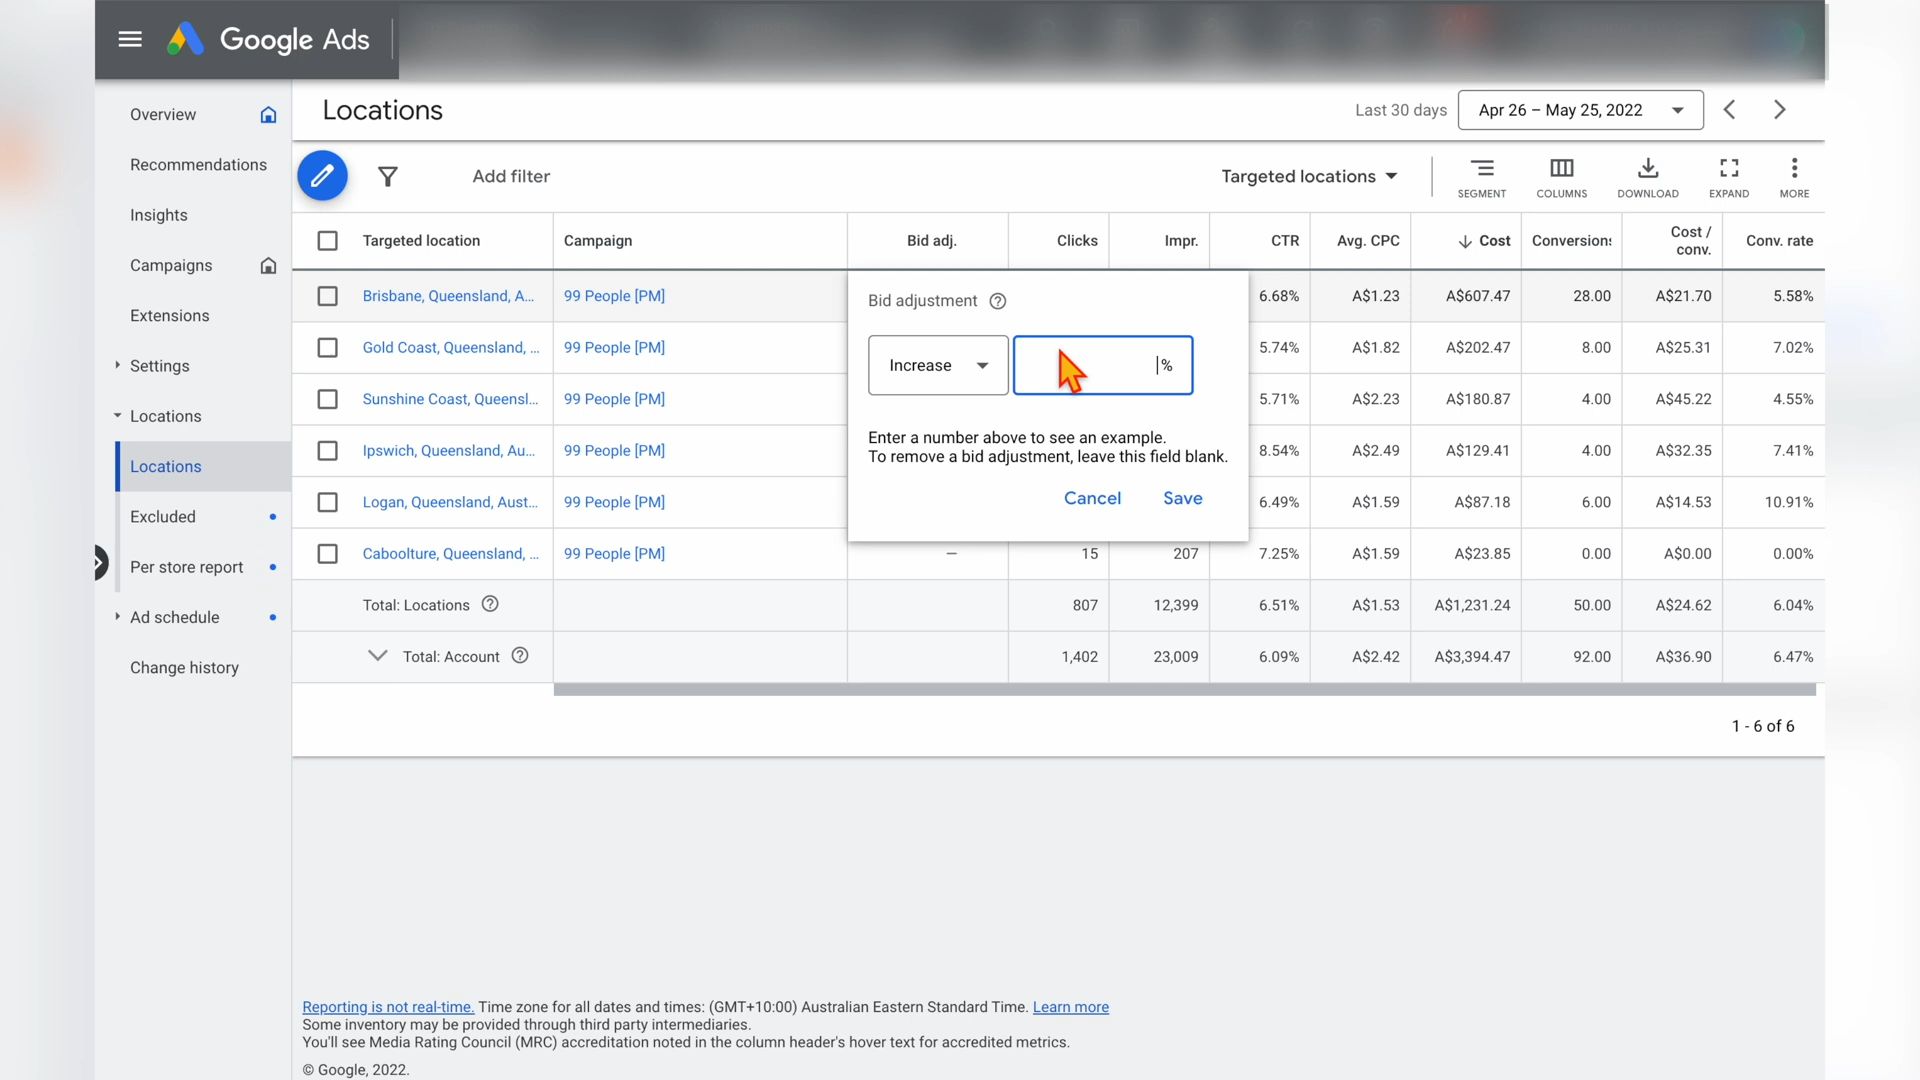 Google Ads
Overview
Recommendations
Insights
Campaigns
Extensions
Settings
Locations
Locations
Excluded
Per store report
Ad schedule
Change history
Locations
Last 30 days Apr 26 – May 25, 2022
Add filter
Targeted locations
SEGMENT COLUMNS DOWNLOAD EXPAND MORE
Targeted location Campaign Bid adj. Clicks Impr. CTR Avg. CPC Cost Conversions Cost / conv. Conv. rate
Brisbane, Queensland, A... 99 People [PM] 6.68% A$1.23 A$607.47 28.00 A$21.70 5.58%
Gold Coast, Queensland, ... 99 People [PM] 5.74% A$1.82 A$202.47 8.00 A$25.31 7.02%
Sunshine Coast, Queensl... 99 People [PM] 5.71% A$2.23 A$180.87 4.00 A$45.22 4.55%
Ipswich, Queensland, Au... 99 People [PM] 8.54% A$2.49 A$129.41 4.00 A$32.35 7.41%
Logan, Queensland, Aust... 99 People [PM] 6.49% A$1.59 A$87.18 6.00 A$14.53 10.91%
Caboolture, Queensland, ... 99 People [PM] — 15 207 7.25% A$1.59 A$23.85 0.00 A$0.00 0.00%
Total: Locations 807 12,399 6.51% A$1.53 A$1,231.24 50.00 A$24.62 6.04%
Total: Account 1,402 23,009 6.09% A$2.42 A$3,394.47 92.00 A$36.90 6.47%
Bid adjustment
Increase %
Enter a number above to see an example.
To remove a bid adjustment, leave this field blank.
Cancel Save
1 - 6 of 6
Reporting is not real-time. Time zone for all dates and times: (GMT+10:00) Australian Eastern Standard Time. Learn more
Some inventory may be provided through third party intermediaries.
You'll see Media Rating Council (MRC) accreditation noted in the column header's hover text for accredited metrics.
© Google, 2022.